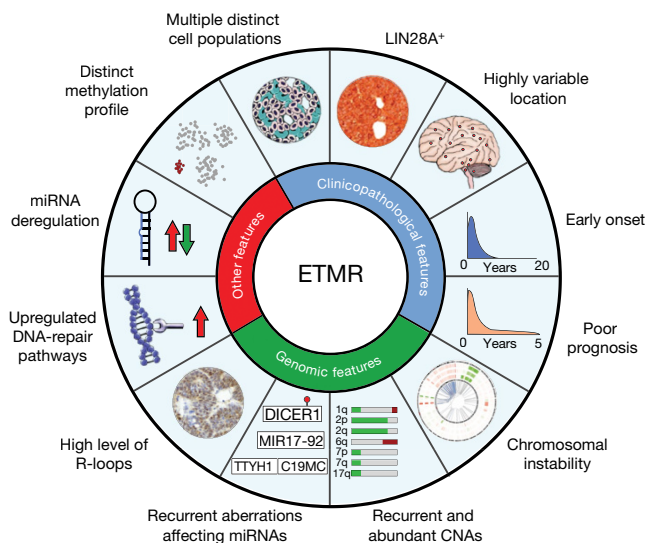 Multiple distinct
cell populations
LIN28A⁺
Highly variable
location
Early onset
0 Years 20
Poor
prognosis
0 Years 5
Chromosomal
instability
Recurrent and
abundant CNAs
1q
2p
2q
6q
7p
7q
17q
Recurrent aberrations
affecting miRNAs
DICER1
MIR17-92
TTYH1 C19MC
High level of
R-loops
Upregulated
DNA-repair
pathways
miRNA
deregulation
Distinct
methylation
profile
Clinicopathological features
Genomic features
Other features
ETMR